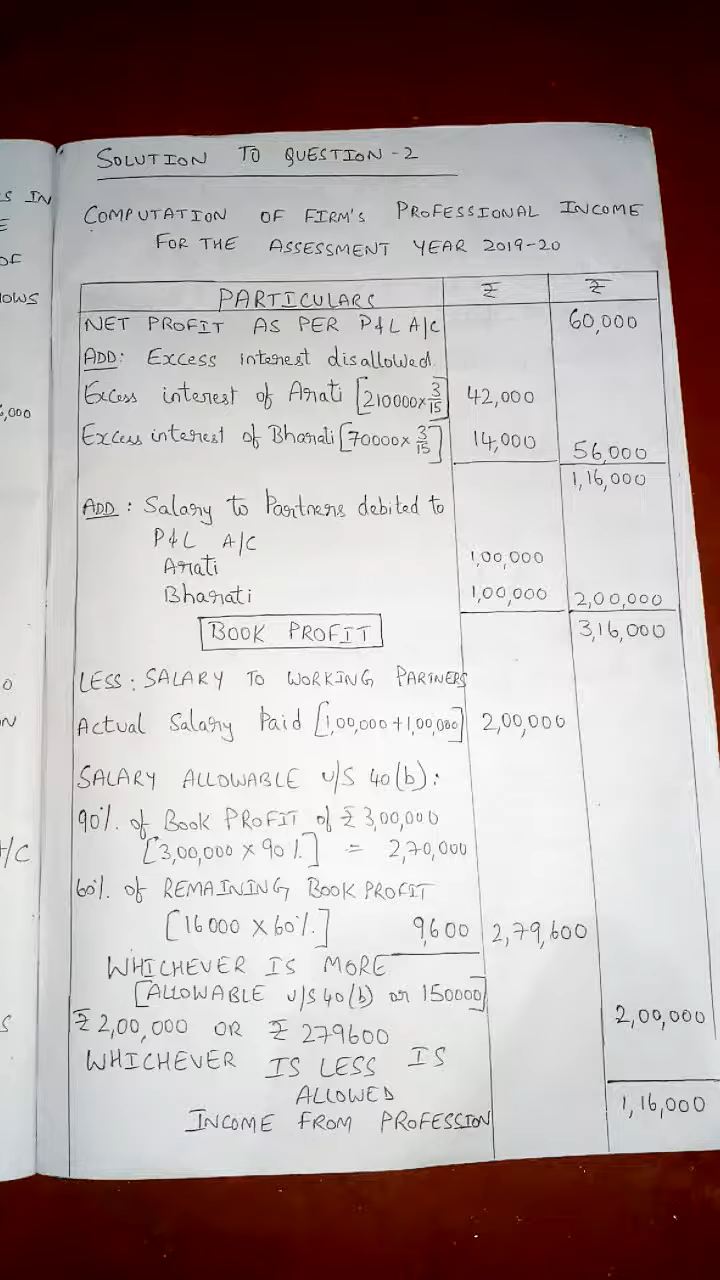 SOLUTION TO QUESTION-2
COMPUTATION OF FIRM'S PROFESSIONAL INCOME
FOR THE ASSESSMENT YEAR 2019-20
PARTICULARS ₹ ₹
NET PROFIT AS PER P&L A/C 60,000
ADD: Excess interest disallowed.
Excess interest of Arati [210000 x 3/15] 42,000
Excess interest of Bharati [70000 x 3/15] 14,000 56,000
1,16,000
ADD: Salary to Partners debited to
P&L A/C
Arati 1,00,000
Bharati 1,00,000 2,00,000
BOOK PROFIT 3,16,000
LESS: SALARY TO WORKING PARTNERS
Actual Salary Paid [1,00,000+1,00,000] 2,00,000
SALARY ALLOWABLE U/S 40(b):
90%. of BOOK PROFIT of ₹ 3,00,000
[3,00,000 x 90%.] = 2,70,000
60%. of REMAINING BOOK PROFIT
[16000 x 60%.] 9,600 2,79,600
WHICHEVER IS MORE
[ALLOWABLE U/S 40(b) or 150000]
₹ 2,00,000 OR ₹ 279600 2,00,000
WHICHEVER IS LESS IS
ALLOWED
INCOME FROM PROFESSION 1,16,000
S IN
OF
,000
A/C
S